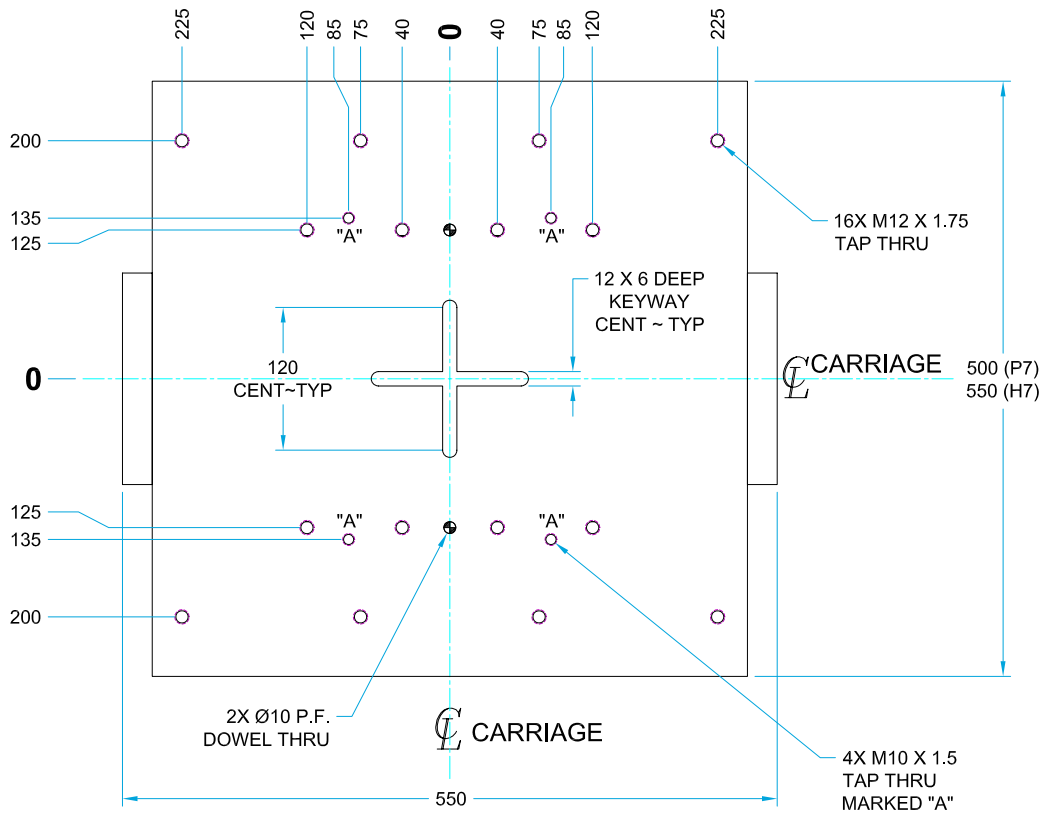 225
120
85
75
40
0
40
75
85
120
225
200
135
125
"A"
"A"
16X M12 X 1.75
TAP THRU
12 X 6 DEEP
KEYWAY
CENT ~ TYP
120
CENT~TYP
0
CL CARRIAGE
500 (P7)
550 (H7)
125
135
"A"
"A"
200
2X Ø10 P.F.
DOWEL THRU
CL CARRIAGE
4X M10 X 1.5
TAP THRU
MARKED "A"
550